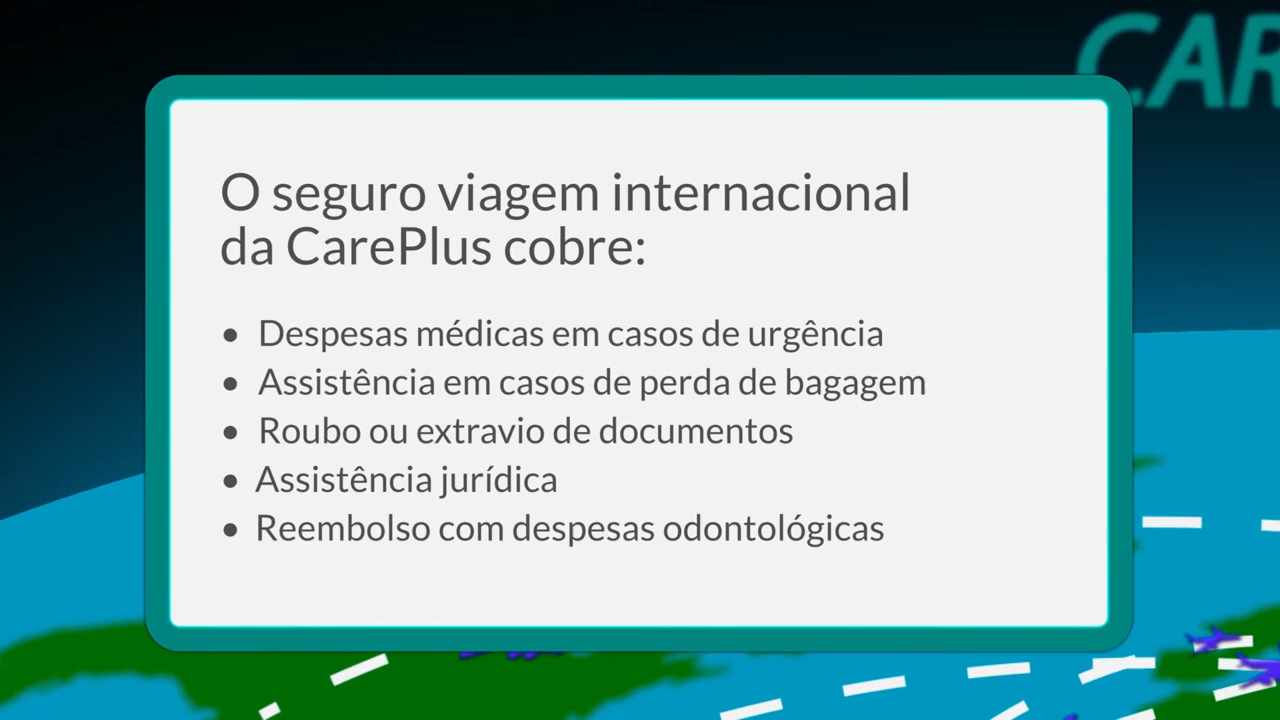 CAR
O seguro viagem internacional
da CarePlus cobre:
• Despesas médicas em casos de urgência
• Assistência em casos de perda de bagagem
• Roubo ou extravio de documentos
• Assistência jurídica
• Reembolso com despesas odontológicas